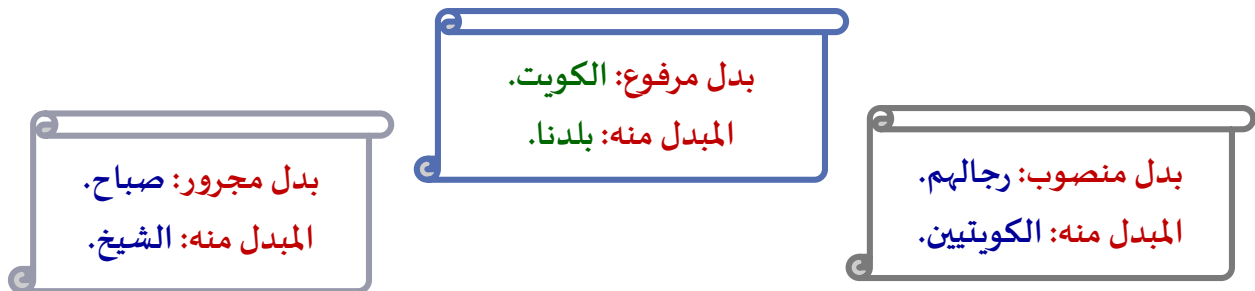 بدل مرفوع: الكويت.
المبدل منه: بلدنا.
بدل منصوب: رجالهم.
المبدل منه: الكويتيين.
بدل مجرور: صباح.
المبدل منه: الشيخ.